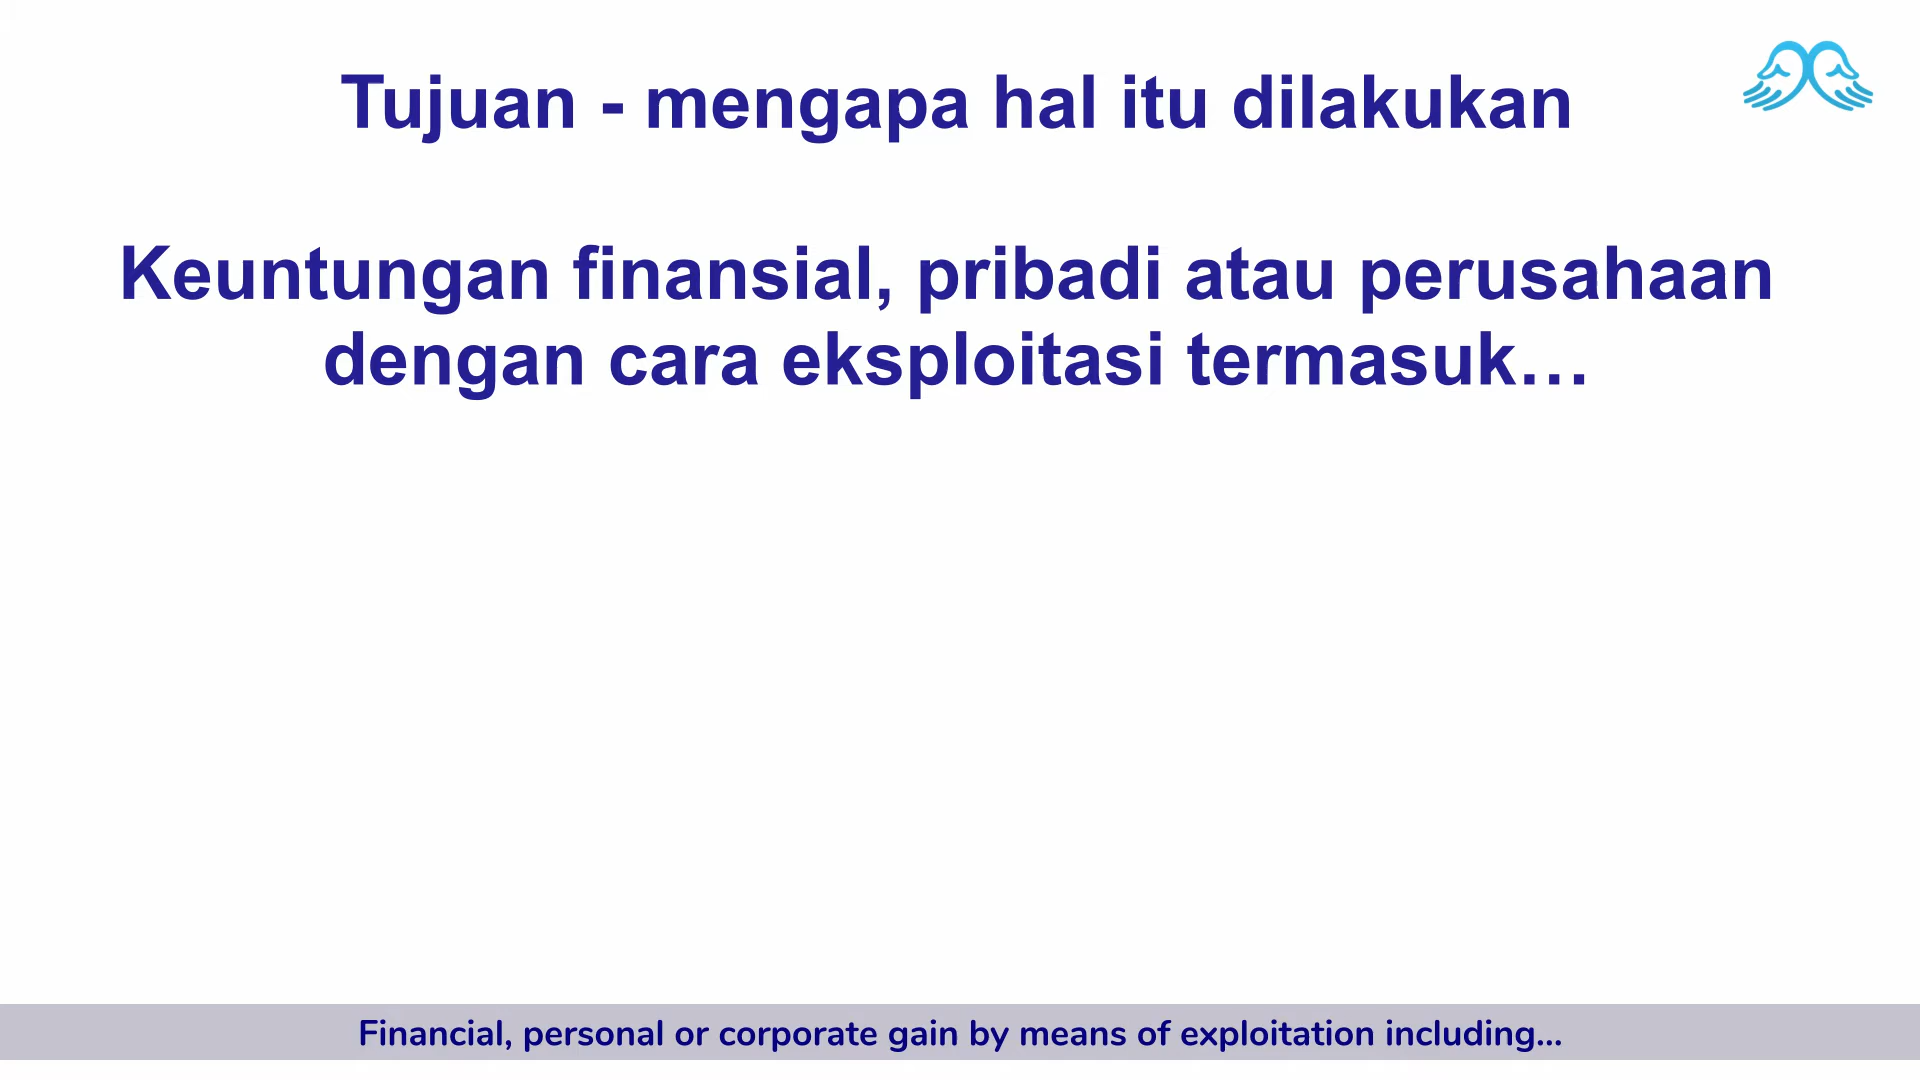 Tujuan - mengapa hal itu dilakukan
Keuntungan finansial, pribadi atau perusahaan
dengan cara eksploitasi termasuk…
Financial, personal or corporate gain by means of exploitation including...